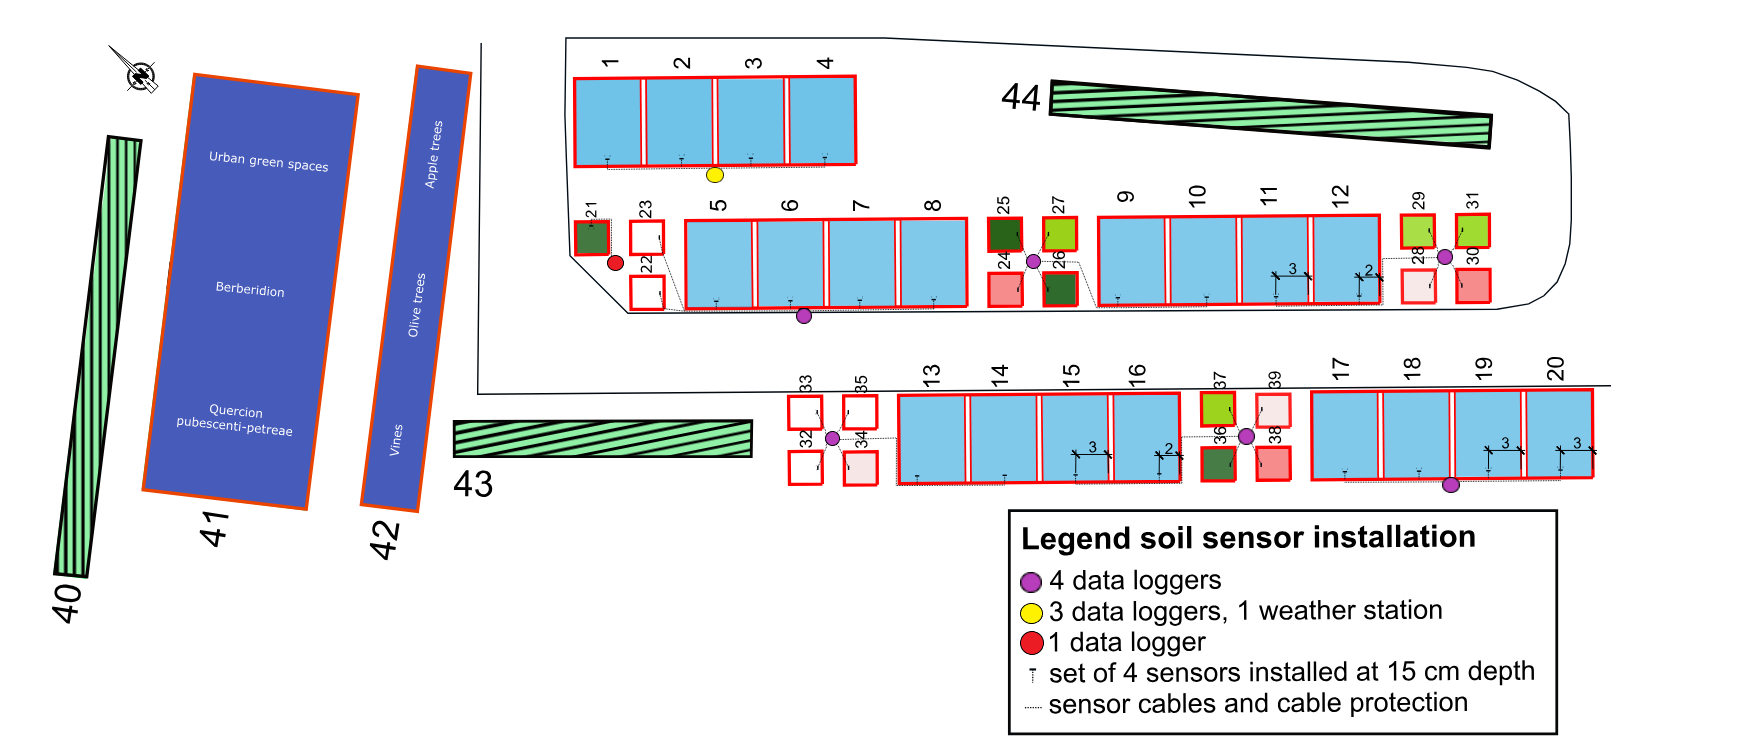 1 2 3 4
44
Urban green spaces
Berberidion
Quercion
pubescenti-petreae
Apple trees
Olive trees
Vines
21 23 5 6 7 8 25 27 9 10 11 12 29 31
22 24 26 28 30
3 2
33 35 13 14 15 16 37 39 17 18 19 20
32 34 36 38
3 2 3 3
40
41
42
43
Legend soil sensor installation
4 data loggers
3 data loggers, 1 weather station
1 data logger
set of 4 sensors installed at 15 cm depth
sensor cables and cable protection